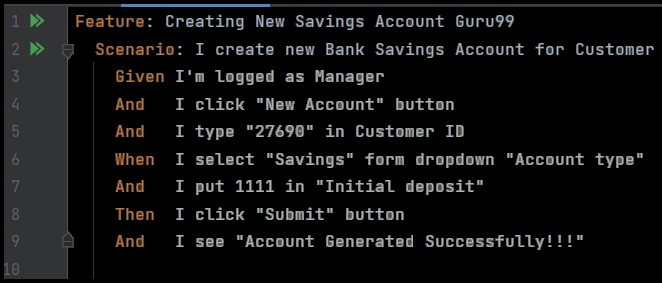 1 Feature: Creating New Savings Account Guru99
2 Scenario: I create new Bank Savings Account for Customer
3 Given I'm logged as Manager
4 And I click "New Account" button
5 And I type "27690" in Customer ID
6 When I select "Savings" form dropdown "Account type"
7 And I put 1111 in "Initial deposit"
8 Then I click "Submit" button
9 And I see "Account Generated Successfully!!!"
10